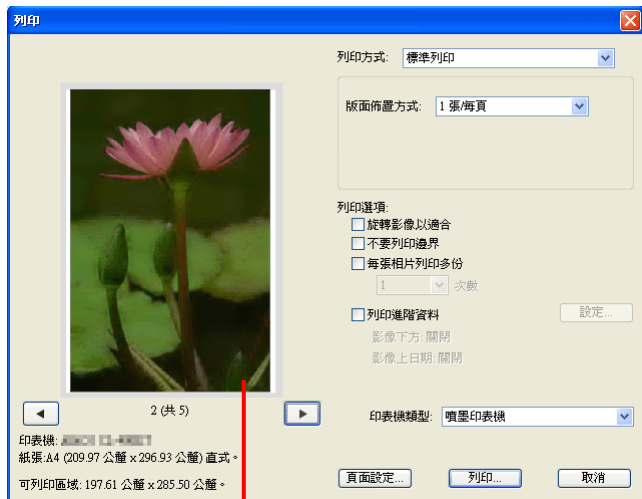 列印
列印方式: 標準列印
版面佈置方式: 1 張/每頁
列印選項:
旋轉影像以適合
不要列印邊界
每張相片列印多份
1 次數
列印進階資料 設定...
影像下方: 關閉
影像上日期: 關閉
2 (共 5)
印表機類型: 噴墨印表機
印表機:
紙張:A4 (209.97 公釐 x 296.93 公釐) 直式。
可列印區域: 197.61 公釐 x 285.50 公釐。
頁面設定... 列印... 取消